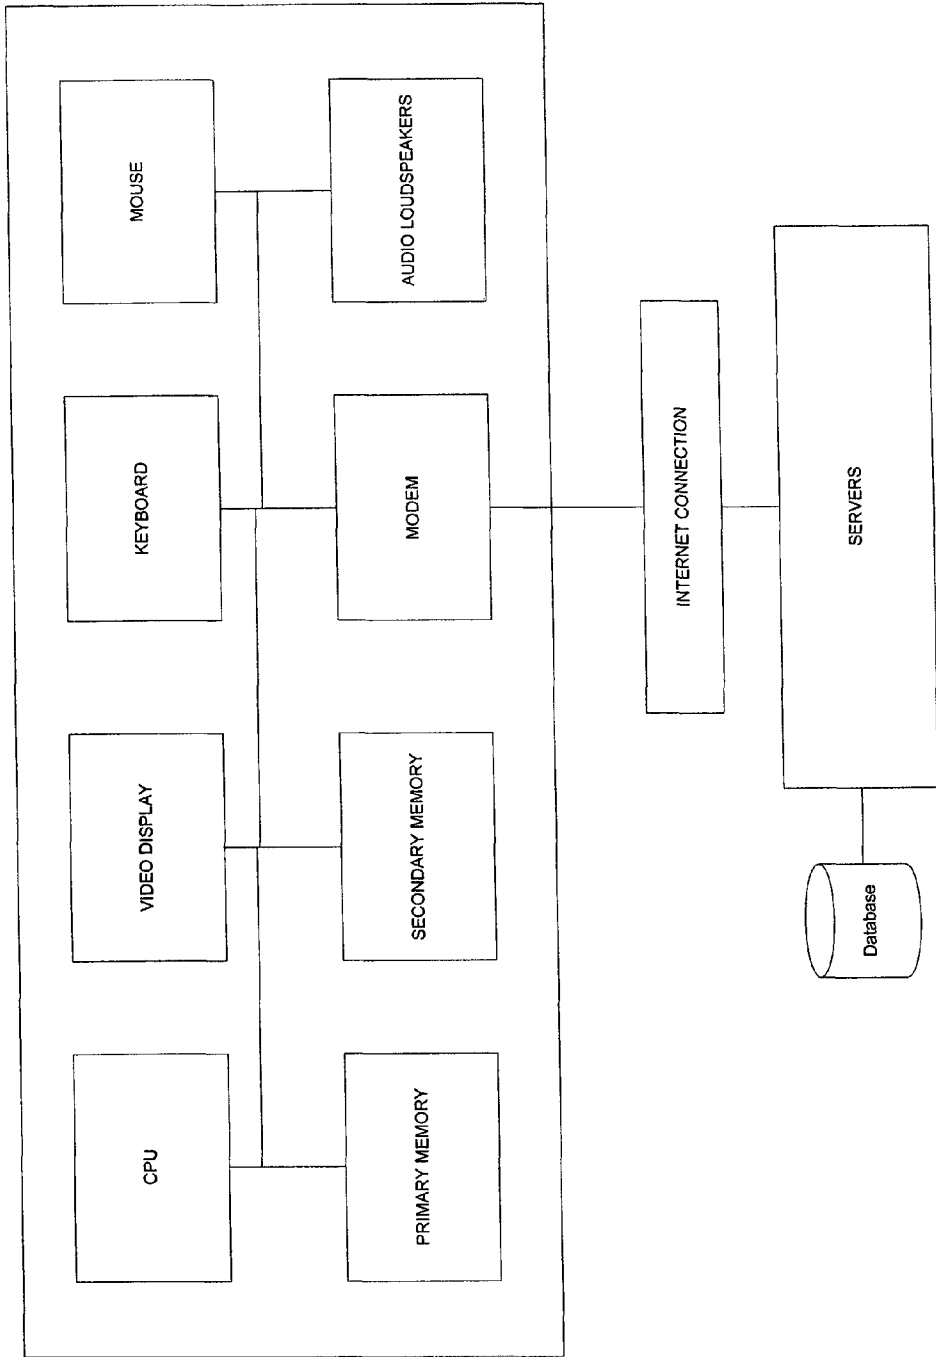 CPU
VIDEO DISPLAY
KEYBOARD
MOUSE
PRIMARY MEMORY
SECONDARY MEMORY
MODEM
AUDIO LOUDSPEAKERS
INTERNET CONNECTION
Database
SERVERS